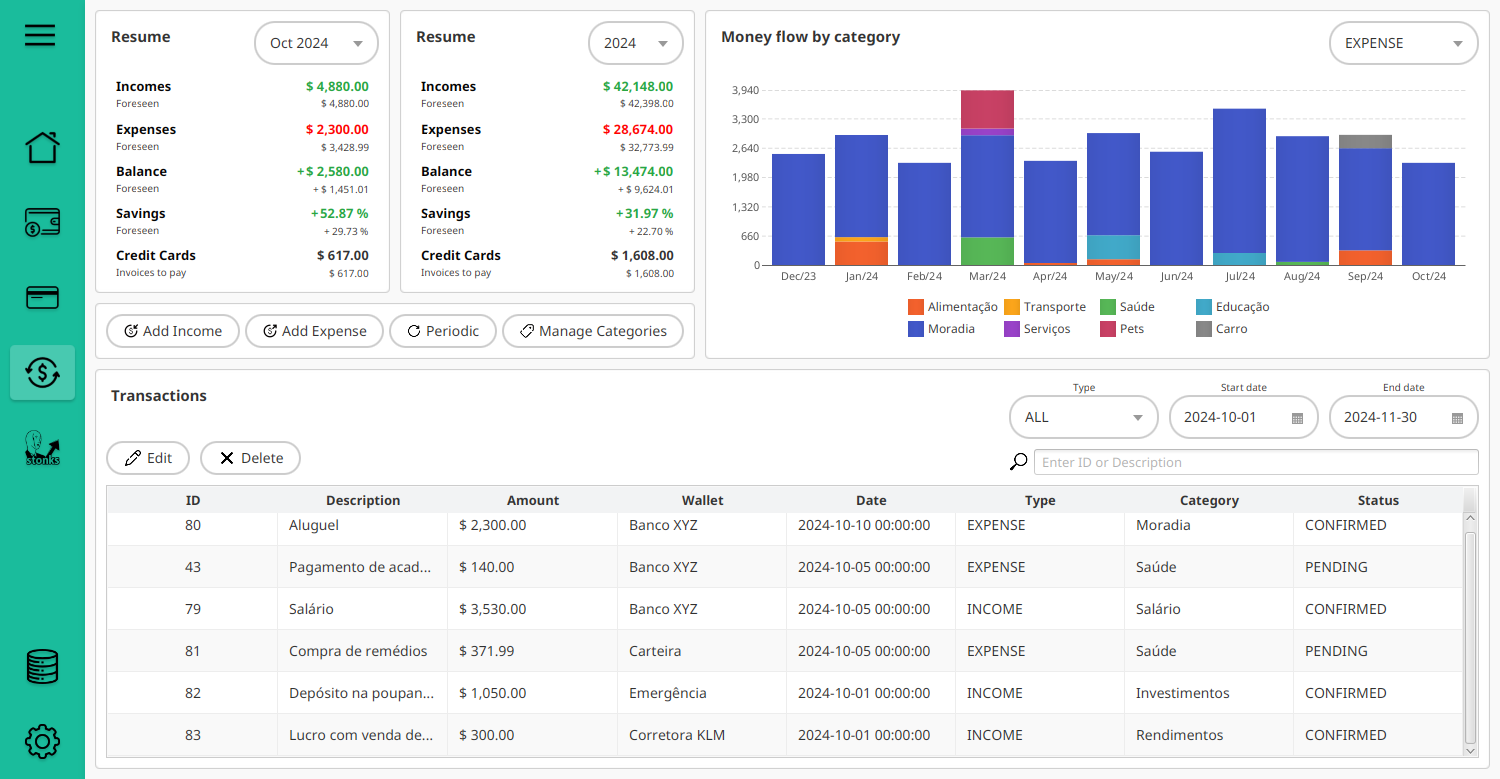 Resume
Oct 2024
Incomes $ 4,880.00
Foreseen $ 4,880.00
Expenses $ 2,300.00
Foreseen $ 3,428.99
Balance +$ 2,580.00
Foreseen + $ 1,451.01
Savings +52.87 %
Foreseen + 29.73 %
Credit Cards $ 617.00
Invoices to pay $ 617.00
Resume
2024
Incomes $ 42,148.00
Foreseen $ 42,398.00
Expenses $ 28,674.00
Foreseen $ 32,773.99
Balance +$ 13,474.00
Foreseen + $ 9,624.01
Savings +31.97 %
Foreseen + 22.70 %
Credit Cards $ 1,608.00
Invoices to pay $ 1,608.00
Add Income Add Expense Periodic Manage Categories
Money flow by category
EXPENSE
3,940
3,300
2,640
1,980
1,320
660
0
Dec/23 Jan/24 Feb/24 Mar/24 Apr/24 May/24 Jun/24 Jul/24 Aug/24 Sep/24 Oct/24
Alimentação Transporte Saúde Educação
Moradia Serviços Pets Carro
stonks
Transactions
Type Start date End date
ALL 2024-10-01 2024-11-30
Edit Delete
Enter ID or Description
ID Description Amount Wallet Date Type Category Status
80 Aluguel $ 2,300.00 Banco XYZ 2024-10-10 00:00:00 EXPENSE Moradia CONFIRMED
43 Pagamento de acad... $ 140.00 Banco XYZ 2024-10-05 00:00:00 EXPENSE Saúde PENDING
79 Salário $ 3,530.00 Banco XYZ 2024-10-05 00:00:00 INCOME Salário CONFIRMED
81 Compra de remédios $ 371.99 Carteira 2024-10-05 00:00:00 EXPENSE Saúde PENDING
82 Depósito na poupan... $ 1,050.00 Emergência 2024-10-01 00:00:00 INCOME Investimentos CONFIRMED
83 Lucro com venda de... $ 300.00 Corretora KLM 2024-10-01 00:00:00 INCOME Rendimentos CONFIRMED